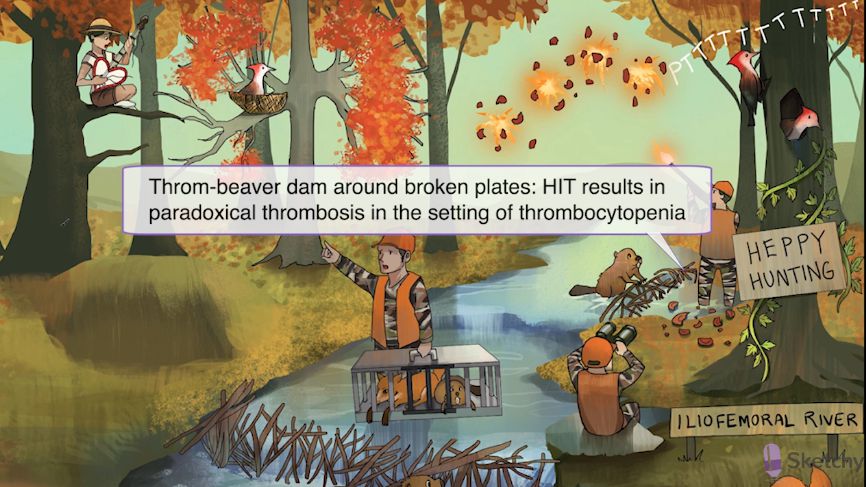 PTTTTTTTTTTTT
Throm-beaver dam around broken plates: HIT results in
paradoxical thrombosis in the setting of thrombocytopenia
HEPPY
HUNTING
ILIOFEMORAL RIVER
Sketchy